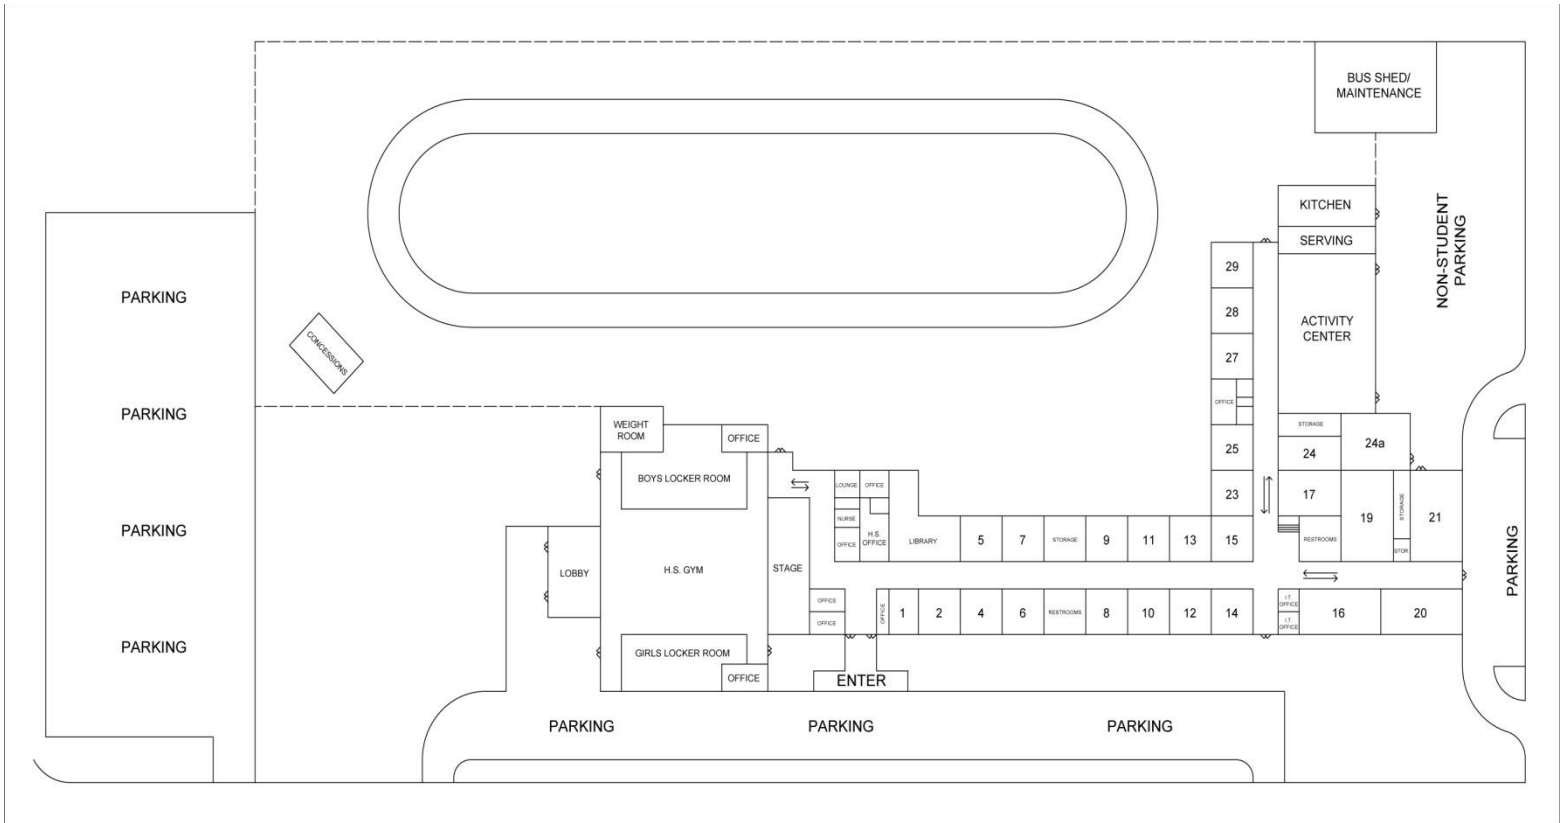 BUS SHED/
MAINTENANCE
KITCHEN
SERVING
NON-STUDENT
PARKING
29
28
27
OFFICE
25
23
ACTIVITY
CENTER
STORAGE
24
24a
17
19
STORAGE
STOR.
21
RESTROOMS
PARKING
PARKING
PARKING
PARKING
PARKING
CONCESSIONS
WEIGHT
ROOM
OFFICE
BOYS LOCKER ROOM
LOUNGE
OFFICE
NURSE
OFFICE
H.S.
OFFICE
LIBRARY
5
7
STORAGE
9
11
13
15
LOBBY
H.S. GYM
STAGE
OFFICE
OFFICE
OFFICE
1
2
4
6
RESTROOMS
8
10
12
14
I.T.
OFFICE
I.T.
OFFICE
16
20
GIRLS LOCKER ROOM
OFFICE
ENTER
PARKING
PARKING
PARKING